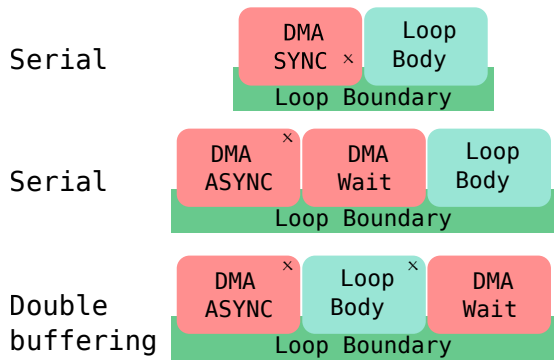 Serial
DMA
SYNC x
Loop
Body
Loop Boundary
Serial
DMA x
ASYNC
DMA
Wait
Loop
Body
Loop Boundary
Double
buffering
DMA x
ASYNC
Loop x
Body
DMA
Wait
Loop Boundary